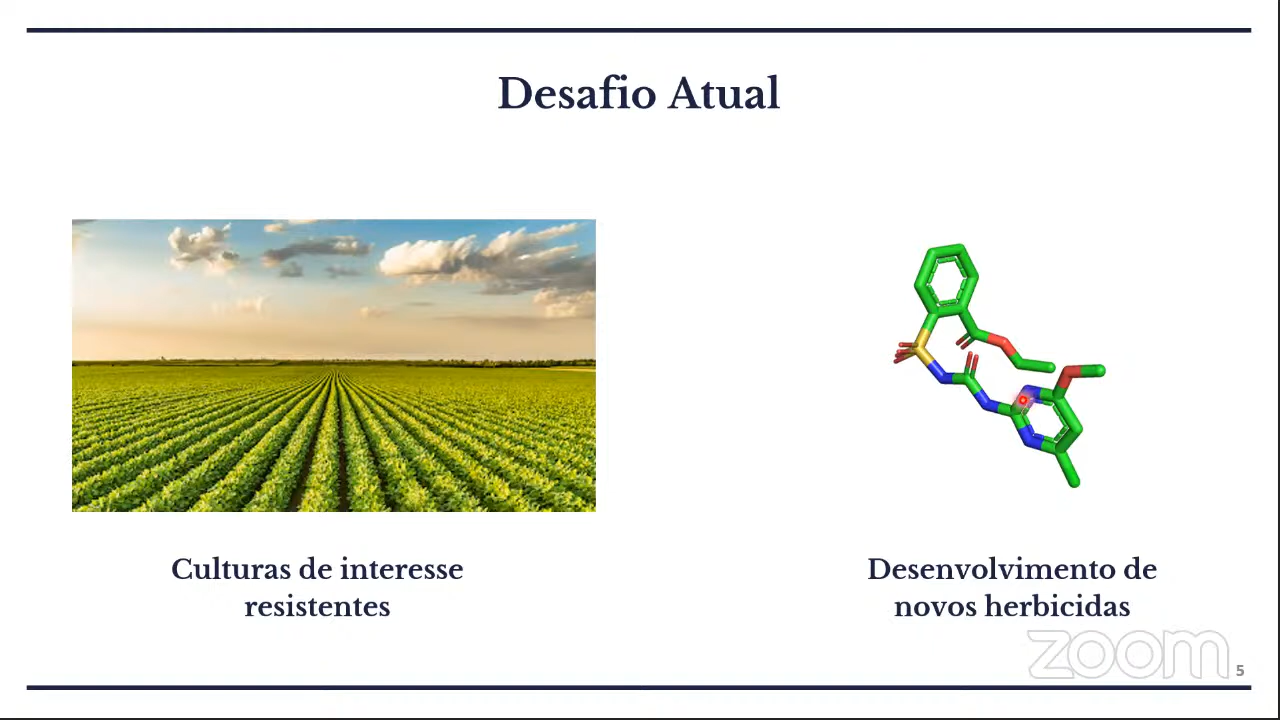 Desafio Atual
Culturas de interesse
resistentes
Desenvolvimento de
novos herbicidas
zoom
5